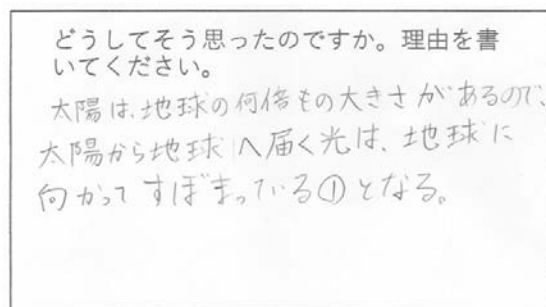 どうしてそう思ったのですか。理由を書
いてください。
太陽は、地球の何倍もの大きさがあるので、
太陽から地球へ届く光は、地球に
向かってすぼまっている①となる。